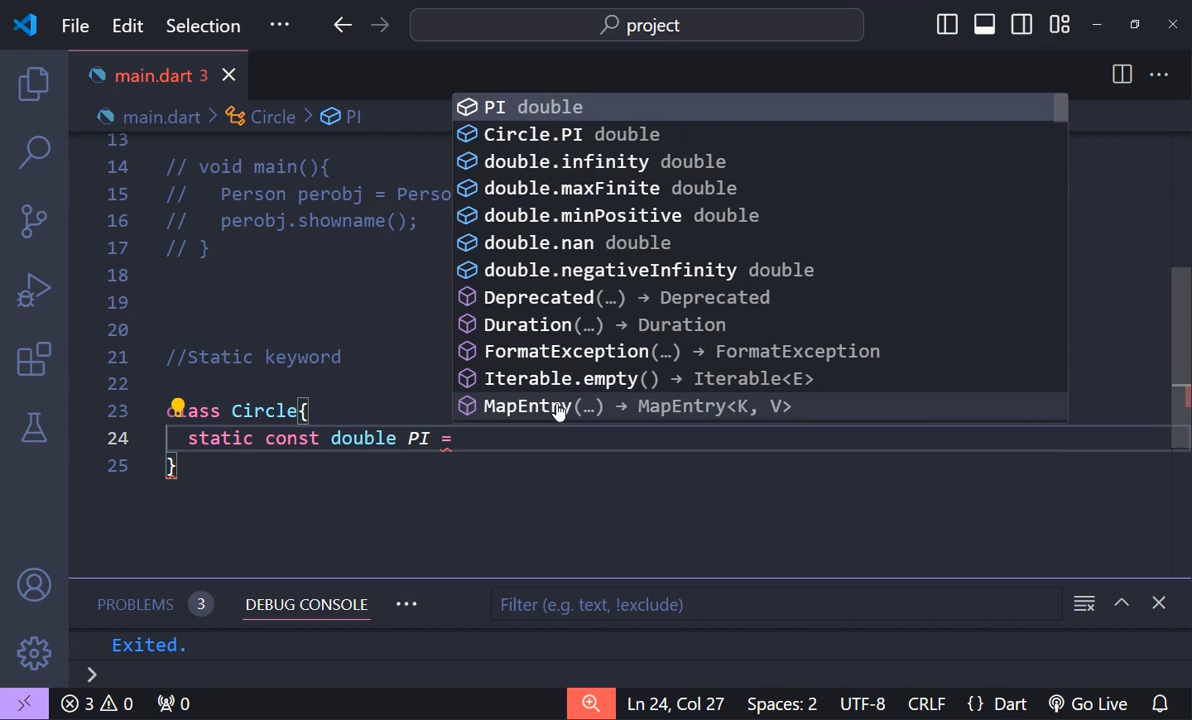 File Edit Selection ··· project
main.dart 3
main.dart > Circle > PI
13
14 // void main(){
15 // Person perobj = Perso
16 // perobj.showname();
17 // }
18
19
20
21 //Static keyword
22
23 class Circle{
24 static const double PI =
25 }
PI double
Circle.PI double
double.infinity double
double.maxFinite double
double.minPositive double
double.nan double
double.negativeInfinity double
Deprecated(…) → Deprecated
Duration(…) → Duration
FormatException(…) → FormatException
Iterable.empty() → Iterable<E>
MapEntry(…) → MapEntry<K, V>
PROBLEMS 3 DEBUG CONSOLE ··· Filter (e.g. text, !exclude)
Exited.
>
3 0 0 Ln 24, Col 27 Spaces: 2 UTF-8 CRLF {} Dart Go Live